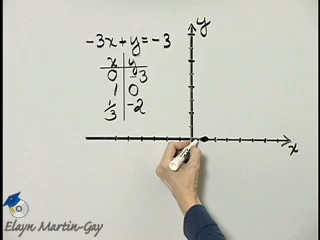 -3x+y=-3
x y
0 -3
1 0
1/3 -2
y
x
Elayn Martin-Gay